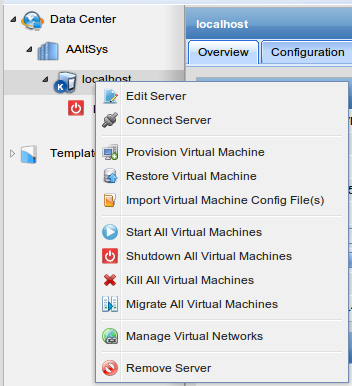 Data Center
localhost
AAltSys
Overview
Configuration
localhost
Edit Server
Connect Server
Provision Virtual Machine
Templat
Restore Virtual Machine
Import Virtual Machine Config File(s)
Start All Virtual Machines
Shutdown All Virtual Machines
Kill All Virtual Machines
Migrate All Virtual Machines
Manage Virtual Networks
Remove Server